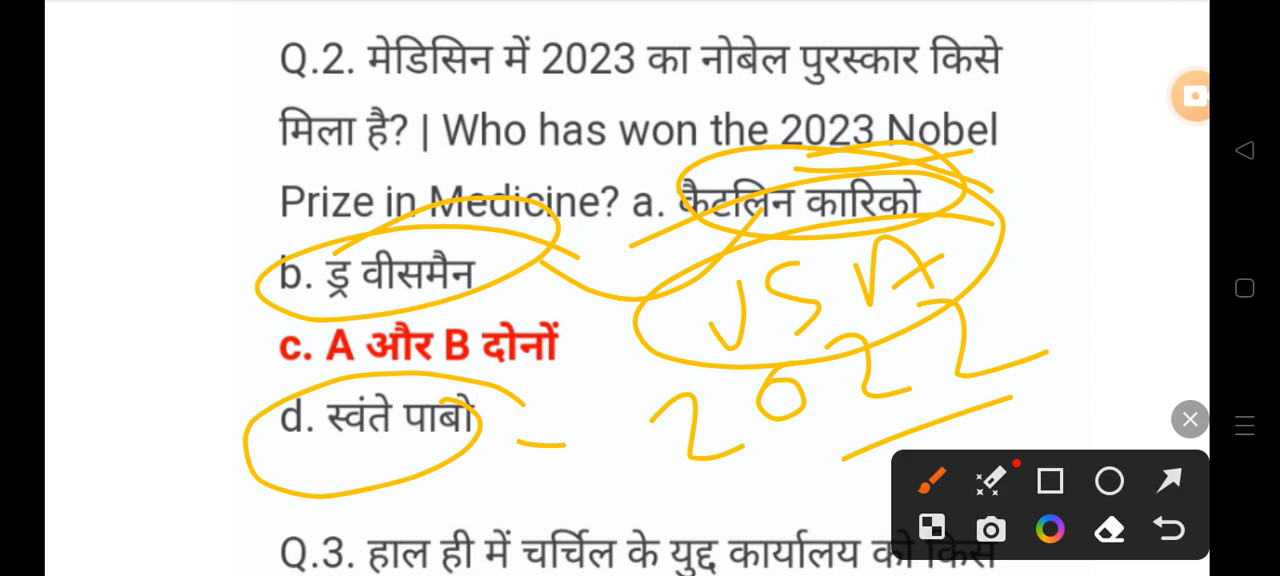 Q.2. मेडिसिन में 2023 का नोबेल पुरस्कार किसे
मिला है? | Who has won the 2023 Nobel
Prize in Medicine? a. कैटलिन कारिको
b. ड्र वीसमैन
USA
c. A और B दोनों
d. स्वंते पाबो - 2022
Q.3. हाल ही में चर्चिल के युद्द कार्यालय को किस